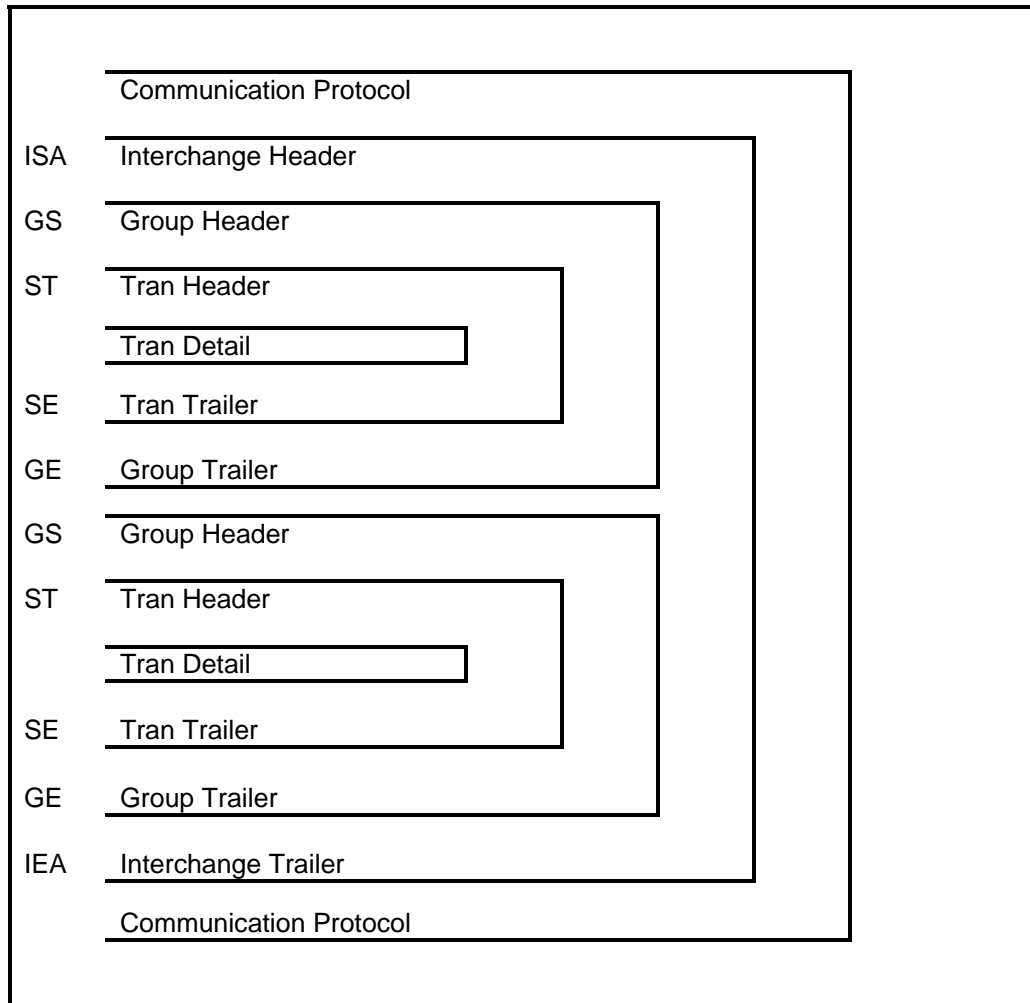 Communication Protocol
ISA Interchange Header
GS Group Header
ST Tran Header
Tran Detail
SE Tran Trailer
GE Group Trailer
GS Group Header
ST Tran Header
Tran Detail
SE Tran Trailer
GE Group Trailer
IEA Interchange Trailer
Communication Protocol